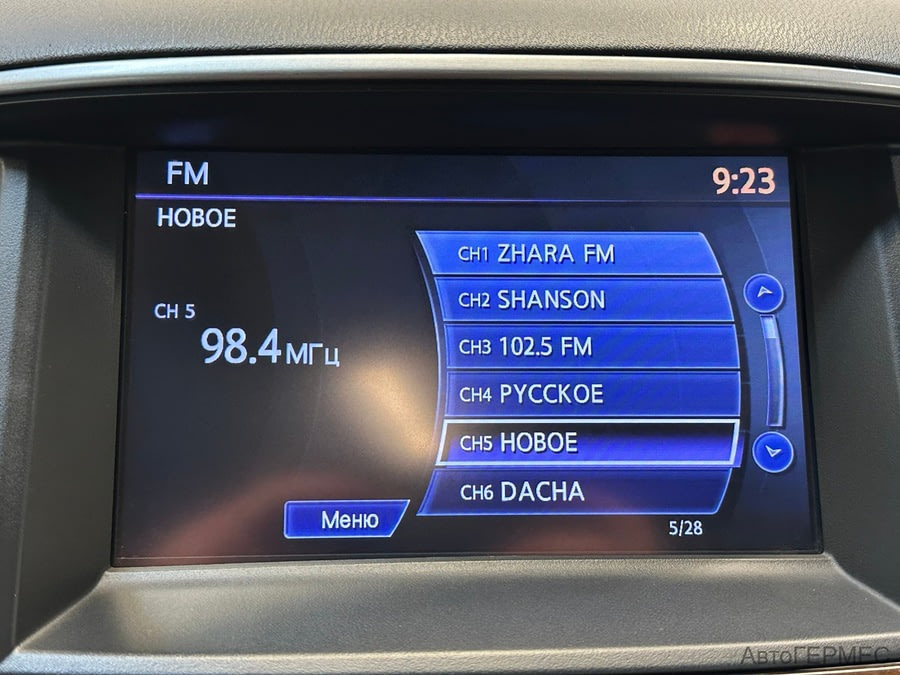 FM
9:23
НОВОЕ
CH 5
98.4 МГц
CH1 ZHARA FM
CH2 SHANSON
CH3 102.5 FM
CH4 РУССКОЕ
CH5 НОВОЕ
CH6 DACHA
Меню
5/28
АвтоГЕРМЕС